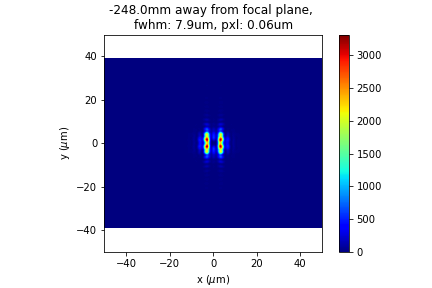 -248.0mm away from focal plane,
fwhm: 7.9um, pxl: 0.06um
40
20
0
−20
−40
y (μm)
−40 −20 0 20 40
x (μm)
3000
2500
2000
1500
1000
500
0